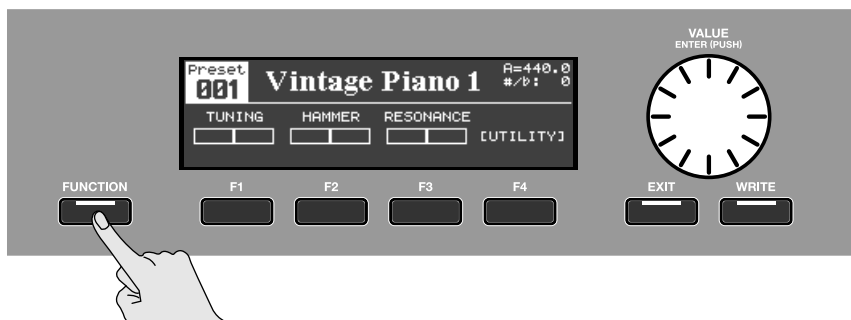 VALUE
ENTER (PUSH)
Preset
001
Vintage Piano 1
A=440.0
#/♭: 0
TUNING HAMMER RESONANCE
[UTILITY]
FUNCTION F1 F2 F3 F4 EXIT WRITE